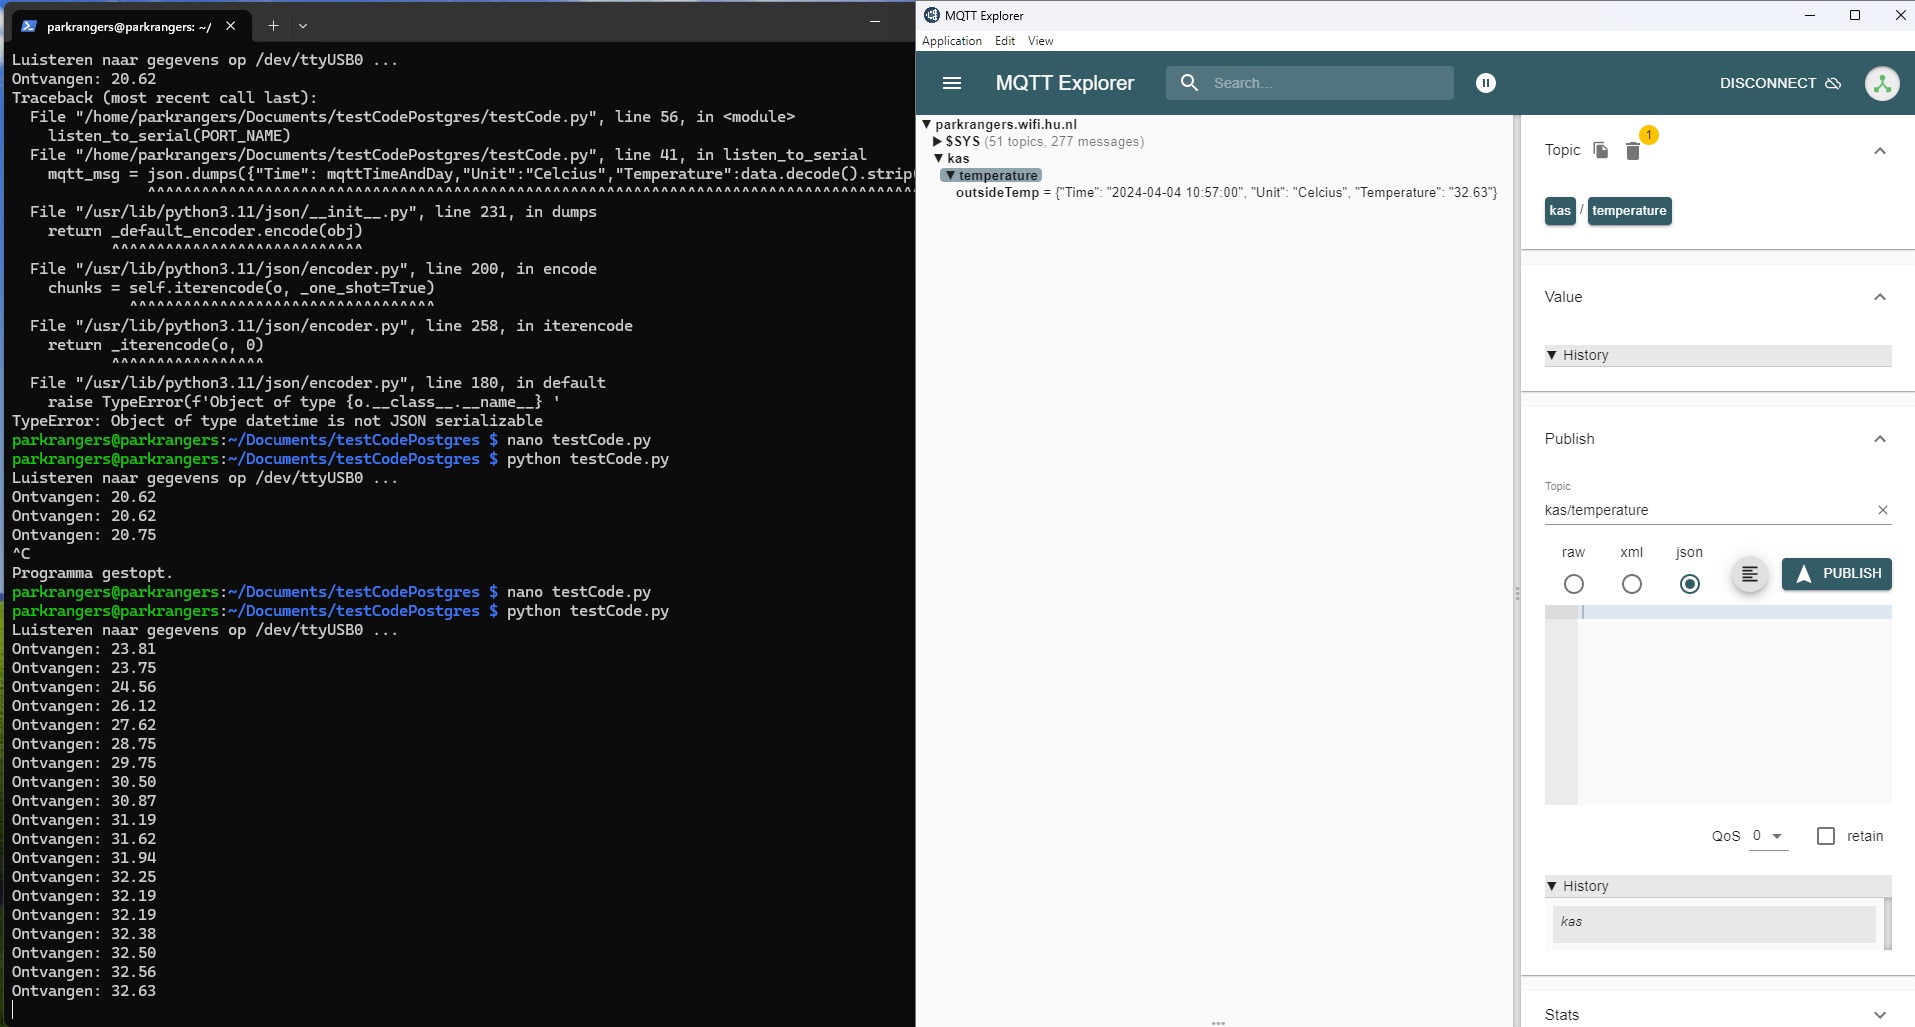 parkrangers@parkrangers: ~/
Luisteren naar gegevens op /dev/ttyUSB0 ...
Ontvangen: 20.62
Traceback (most recent call last):
  File "/home/parkrangers/Documents/testCodePostgres/testCode.py", line 56, in <module>
    listen_to_serial(PORT_NAME)
  File "/home/parkrangers/Documents/testCodePostgres/testCode.py", line 41, in listen_to_serial
    mqtt_msg = json.dumps({"Time": mqttTimeAndDay,"Unit":"Celcius","Temperature":data.decode().strip(
               ^^^^^^^^^^^^^^^^^^^^^^^^^^^^^^^^^^^^^^^^^^^^^^^^^^^^^^^^^^^^^^^^^^^^^^^^^^^^^^^^^^^^^
  File "/usr/lib/python3.11/json/__init__.py", line 231, in dumps
    return _default_encoder.encode(obj)
           ^^^^^^^^^^^^^^^^^^^^^^^^^^^^
  File "/usr/lib/python3.11/json/encoder.py", line 200, in encode
    chunks = self.iterencode(o, _one_shot=True)
             ^^^^^^^^^^^^^^^^^^^^^^^^^^^^^^^^^^
  File "/usr/lib/python3.11/json/encoder.py", line 258, in iterencode
    return _iterencode(o, 0)
           ^^^^^^^^^^^^^^^^^
  File "/usr/lib/python3.11/json/encoder.py", line 180, in default
    raise TypeError(f'Object of type {o.__class__.__name__} '
TypeError: Object of type datetime is not JSON serializable
parkrangers@parkrangers:~/Documents/testCodePostgres $ nano testCode.py
parkrangers@parkrangers:~/Documents/testCodePostgres $ python testCode.py
Luisteren naar gegevens op /dev/ttyUSB0 ...
Ontvangen: 20.62
Ontvangen: 20.62
Ontvangen: 20.75
^C
Programma gestopt.
parkrangers@parkrangers:~/Documents/testCodePostgres $ nano testCode.py
parkrangers@parkrangers:~/Documents/testCodePostgres $ python testCode.py
Luisteren naar gegevens op /dev/ttyUSB0 ...
Ontvangen: 23.81
Ontvangen: 23.75
Ontvangen: 24.56
Ontvangen: 26.12
Ontvangen: 27.62
Ontvangen: 28.75
Ontvangen: 29.75
Ontvangen: 30.50
Ontvangen: 30.87
Ontvangen: 31.19
Ontvangen: 31.62
Ontvangen: 31.94
Ontvangen: 32.25
Ontvangen: 32.19
Ontvangen: 32.19
Ontvangen: 32.38
Ontvangen: 32.50
Ontvangen: 32.56
Ontvangen: 32.63
MQTT Explorer
Application Edit View
MQTT Explorer
Search...
DISCONNECT
parkrangers.wifi.hu.nl
$SYS (51 topics, 277 messages)
kas
temperature
outsideTemp = {"Time": "2024-04-04 10:57:00", "Unit": "Celcius", "Temperature": "32.63"}
Topic
1
kas / temperature
Value
History
Publish
Topic
kas/temperature
raw xml json
PUBLISH
QoS 0 retain
History
kas
Stats